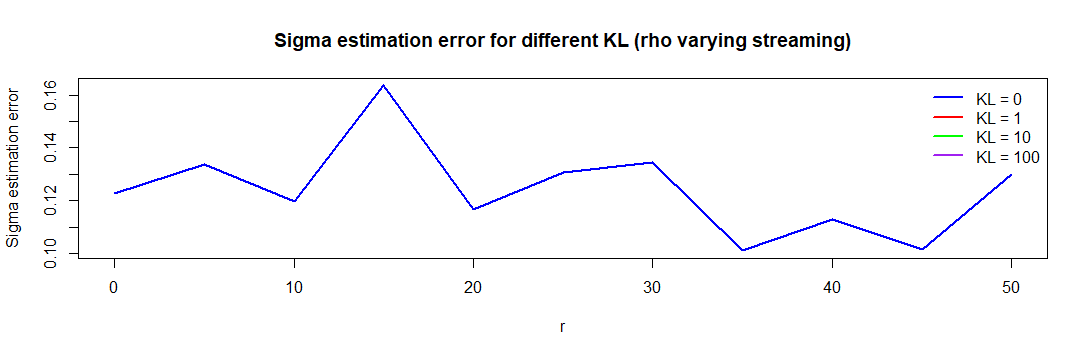 Sigma estimation error for different KL (rho varying streaming)
Sigma estimation error
0.16
0.14
0.12
0.10
KL = 0
KL = 1
KL = 10
KL = 100
0 10 20 30 40 50
r